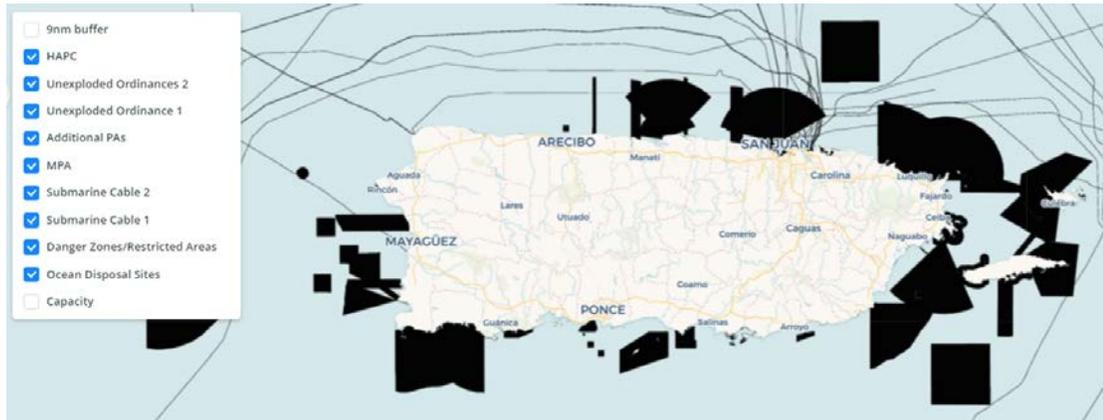 9nm buffer
HAPC
Unexploded Ordinances 2
Unexploded Ordinance 1
Additional PAs
MPA
Submarine Cable 2
Submarine Cable 1
Danger Zones/Restricted Areas
Ocean Disposal Sites
Capacity
ARECIBO
SAN JUAN
Manatí
Aguada
Rincón
Carolina
Luquillo
Lares
Utuado
Fajardo
Culebra
Ceiba
Caguas
Comerío
Naguabo
MAYAGÜEZ
Coamo
PONCE
Guánica
Salinas
Arroyo